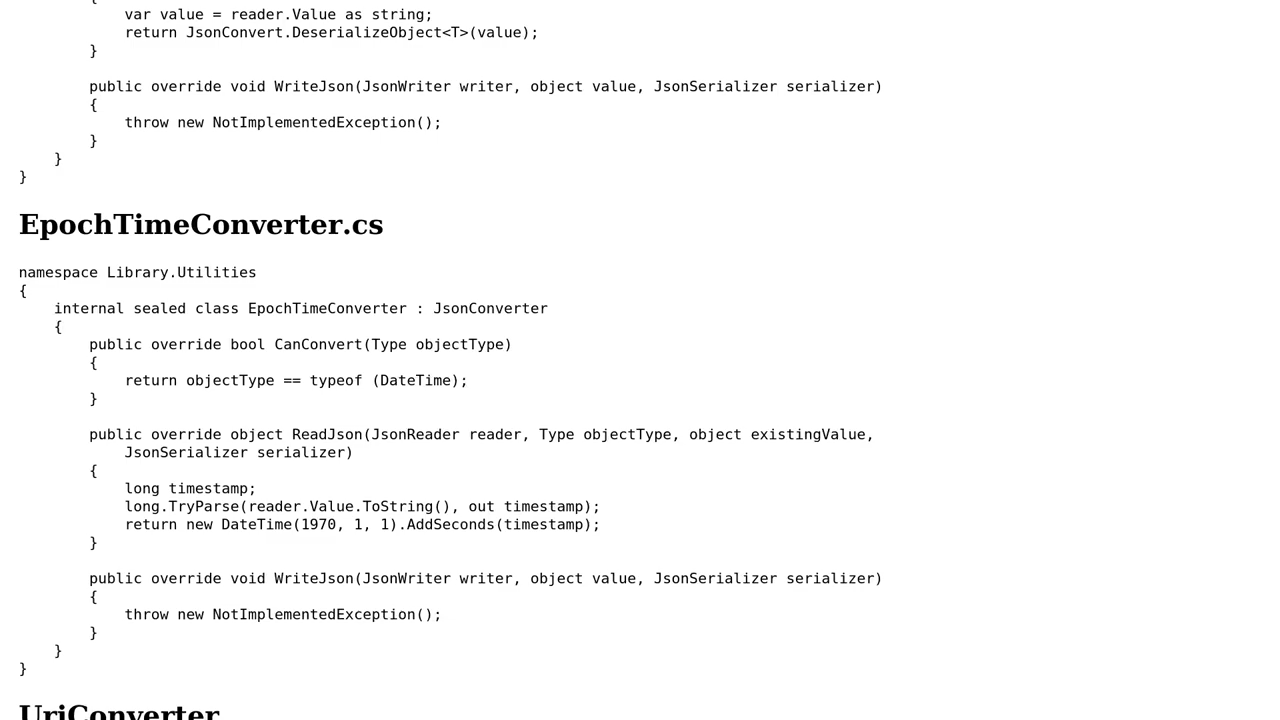 {
            var value = reader.Value as string;
            return JsonConvert.DeserializeObject<T>(value);
        }

        public override void WriteJson(JsonWriter writer, object value, JsonSerializer serializer)
        {
            throw new NotImplementedException();
        }
    }
}
EpochTimeConverter.cs
namespace Library.Utilities
{
    internal sealed class EpochTimeConverter : JsonConverter
    {
        public override bool CanConvert(Type objectType)
        {
            return objectType == typeof (DateTime);
        }

        public override object ReadJson(JsonReader reader, Type objectType, object existingValue,
            JsonSerializer serializer)
        {
            long timestamp;
            long.TryParse(reader.Value.ToString(), out timestamp);
            return new DateTime(1970, 1, 1).AddSeconds(timestamp);
        }

        public override void WriteJson(JsonWriter writer, object value, JsonSerializer serializer)
        {
            throw new NotImplementedException();
        }
    }
}
UriConverter